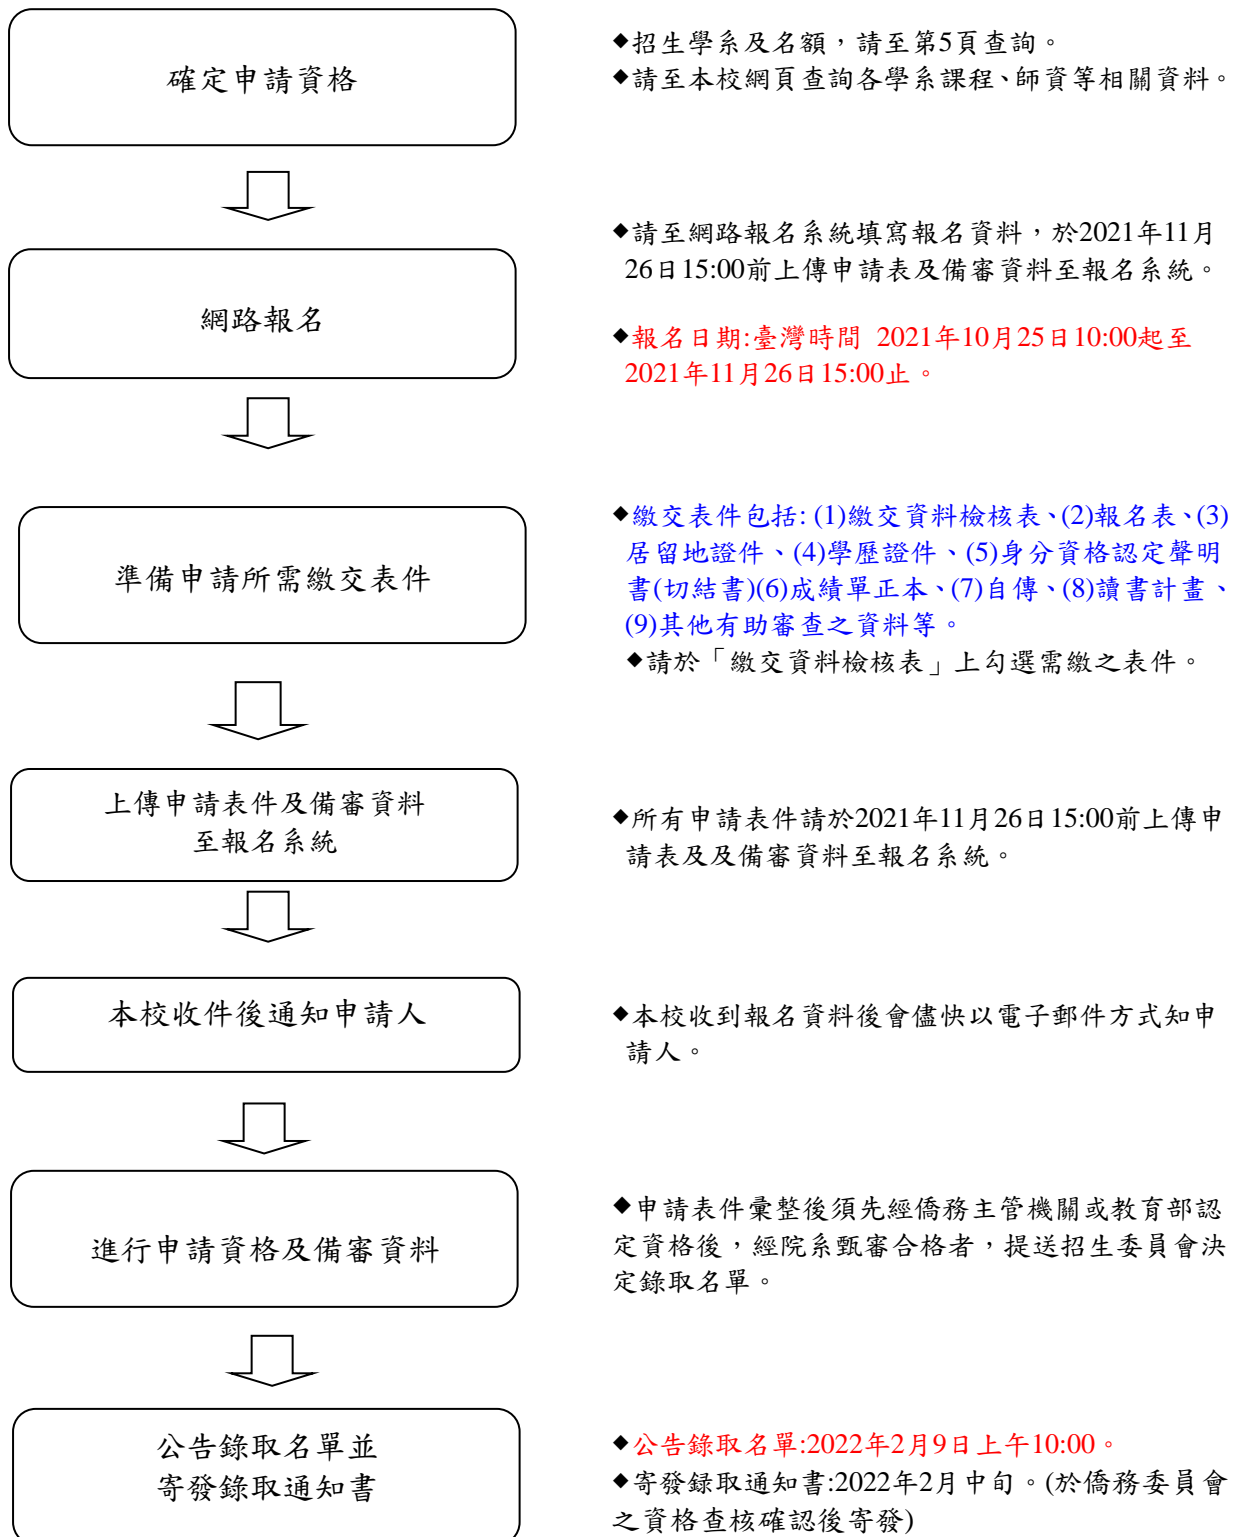 確定申請資格
◆招生學系及名額，請至第5頁查詢。
◆請至本校網頁查詢各學系課程、師資等相關資料。
網路報名
◆請至網路報名系統填寫報名資料，於2021年11月
26日15:00前上傳申請表及備審資料至報名系統。
◆報名日期:臺灣時間 2021年10月25日10:00起至
2021年11月26日15:00止。
準備申請所需繳交表件
◆繳交表件包括: (1)繳交資料檢核表、(2)報名表、(3)
居留地證件、(4)學歷證件、(5)身分資格認定聲明
書(切結書)(6)成績單正本、(7)自傳、(8)讀書計畫、
(9)其他有助審查之資料等。
◆請於「繳交資料檢核表」上勾選需繳之表件。
上傳申請表件及備審資料
至報名系統
◆所有申請表件請於2021年11月26日15:00前上傳申
請表及及備審資料至報名系統。
本校收件後通知申請人
◆本校收到報名資料後會儘快以電子郵件方式知申
請人。
進行申請資格及備審資料
◆申請表件彙整後須先經僑務主管機關或教育部認
定資格後，經院系甄審合格者，提送招生委員會決
定錄取名單。
公告錄取名單並
寄發錄取通知書
◆公告錄取名單:2022年2月9日上午10:00。
◆寄發録取通知書:2022年2月中旬。(於僑務委員會
之資格查核確認後寄發)